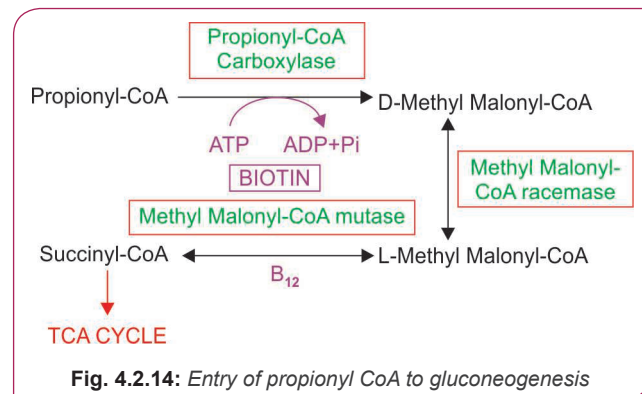 Propionyl-CoA
Carboxylase
Propionyl-CoA
D-Methyl Malonyl-CoA
ATP
ADP+Pi
BIOTIN
Methyl Malonyl-
CoA racemase
Methyl Malonyl-CoA mutase
Succinyl-CoA
L-Methyl Malonyl-CoA
B₁₂
TCA CYCLE
Fig. 4.2.14: Entry of propionyl CoA to gluconeogenesis